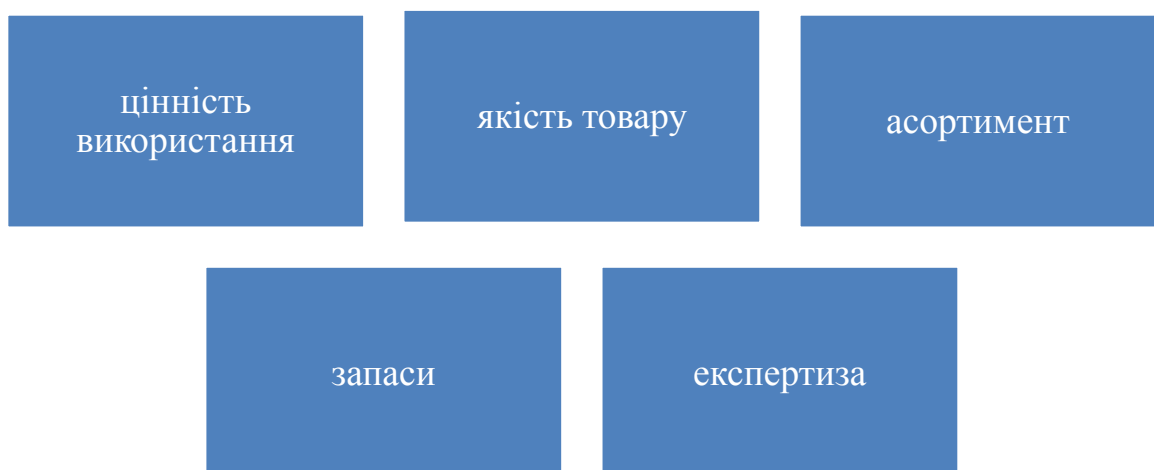 цінність
використання
якість товару
асортимент
запаси
експертиза